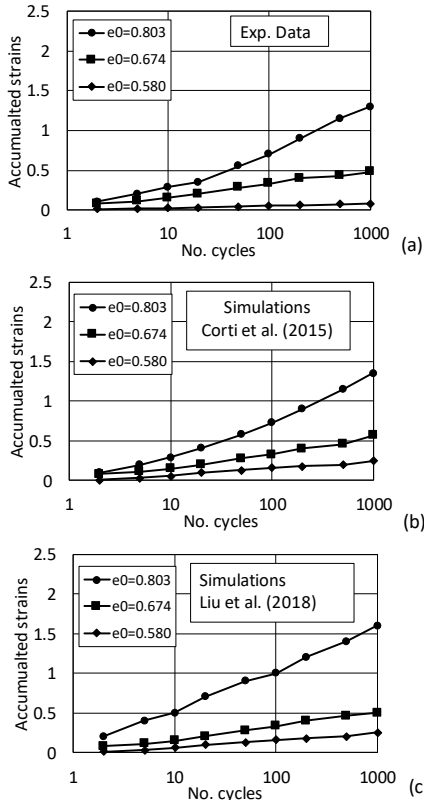 2.5
2
1.5
1
0.5
0
Accumualted strains
e0=0.803
e0=0.674
e0=0.580
Exp. Data
1 10 100 1000
No. cycles
(a)
2.5
2
1.5
1
0.5
0
Accumualted strains
e0=0.803
e0=0.674
e0=0.580
Simulations
Corti et al. (2015)
1 10 100 1000
No. cycles
(b)
2.5
2
1.5
1
0.5
0
Accumualted strains
e0=0.803
e0=0.674
e0=0.580
Simulations
Liu et al. (2018)
1 10 100 1000
No. cycles
(c